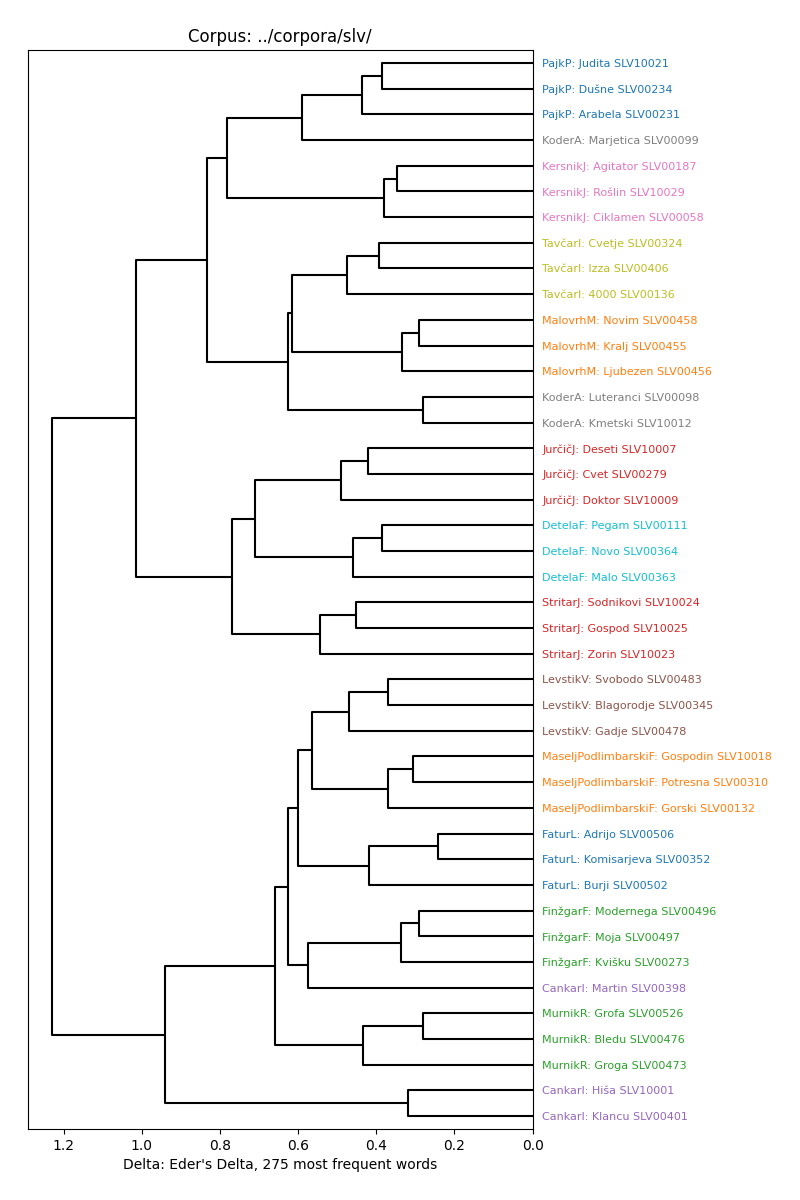 Corpus: ../corpora/slv/
PajkP: Judita SLV10021
PajkP: Dušne SLV00234
PajkP: Arabela SLV00231
KoderA: Marjetica SLV00099
KersnikJ: Agitator SLV00187
KersnikJ: Rošlin SLV10029
KersnikJ: Ciklamen SLV00058
TavčarI: Cvetje SLV00324
TavčarI: Izza SLV00406
TavčarI: 4000 SLV00136
MalovrhM: Novim SLV00458
MalovrhM: Kralj SLV00455
MalovrhM: Ljubezen SLV00456
KoderA: Luteranci SLV00098
KoderA: Kmetski SLV10012
JurčičJ: Deseti SLV10007
JurčičJ: Cvet SLV00279
JurčičJ: Doktor SLV10009
DetelaF: Pegam SLV00111
DetelaF: Novo SLV00364
DetelaF: Malo SLV00363
StritarJ: Sodnikovi SLV10024
StritarJ: Gospod SLV10025
StritarJ: Zorin SLV10023
LevstikV: Svobodo SLV00483
LevstikV: Blagorodje SLV00345
LevstikV: Gadje SLV00478
MaseljPodlimbarskiF: Gospodin SLV10018
MaseljPodlimbarskiF: Potresna SLV00310
MaseljPodlimbarskiF: Gorski SLV00132
FaturL: Adrijo SLV00506
FaturL: Komisarjeva SLV00352
FaturL: Burji SLV00502
FinžgarF: Modernega SLV00496
FinžgarF: Moja SLV00497
FinžgarF: Kvišku SLV00273
CankarI: Martin SLV00398
MurnikR: Grofa SLV00526
MurnikR: Bledu SLV00476
MurnikR: Groga SLV00473
CankarI: Hiša SLV10001
CankarI: Klancu SLV00401
1.2 1.0 0.8 0.6 0.4 0.2 0.0
Delta: Eder's Delta, 275 most frequent words